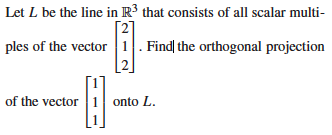 Let L be the line in ℝ³ that consists of all scalar multi-
ples of the vector [2 1 2]. Find the orthogonal projection
of the vector [1 1 1] onto L.